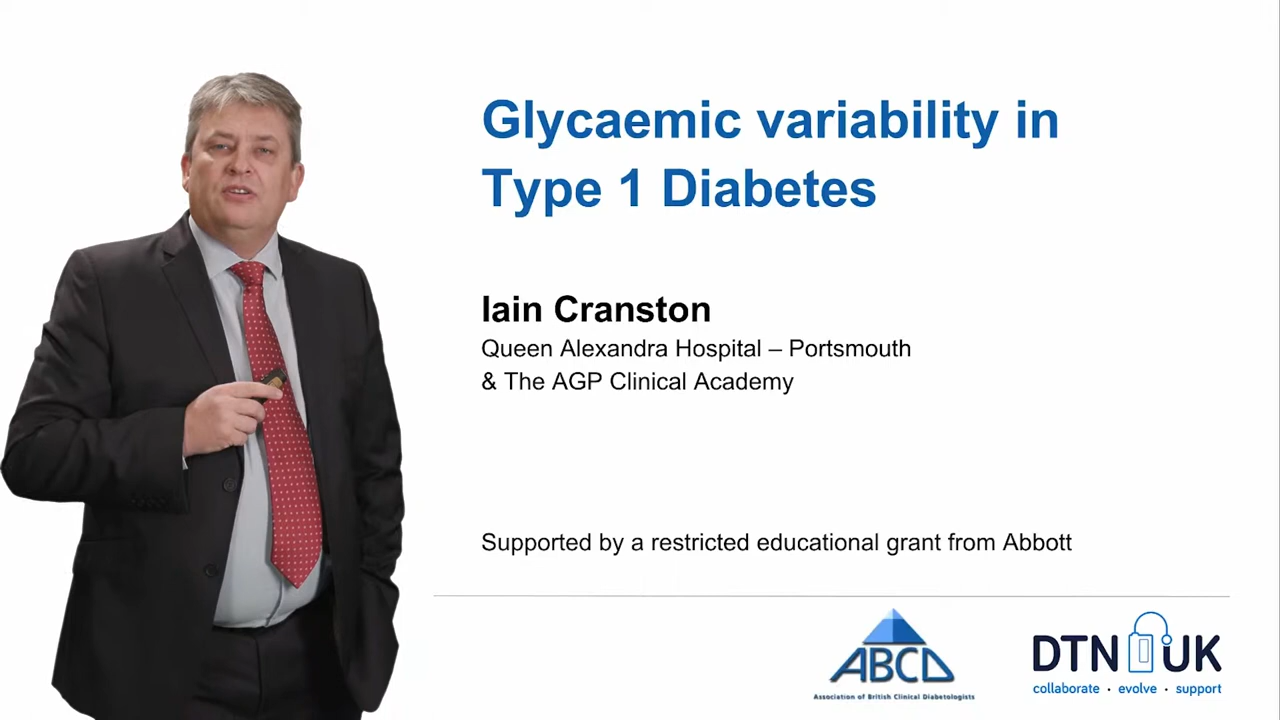 Glycaemic variability in
Type 1 Diabetes
Iain Cranston
Queen Alexandra Hospital – Portsmouth
& The AGP Clinical Academy
Supported by a restricted educational grant from Abbott
ABCD
Association of British Clinical Diabetologists
DTN UK
collaborate · evolve · support